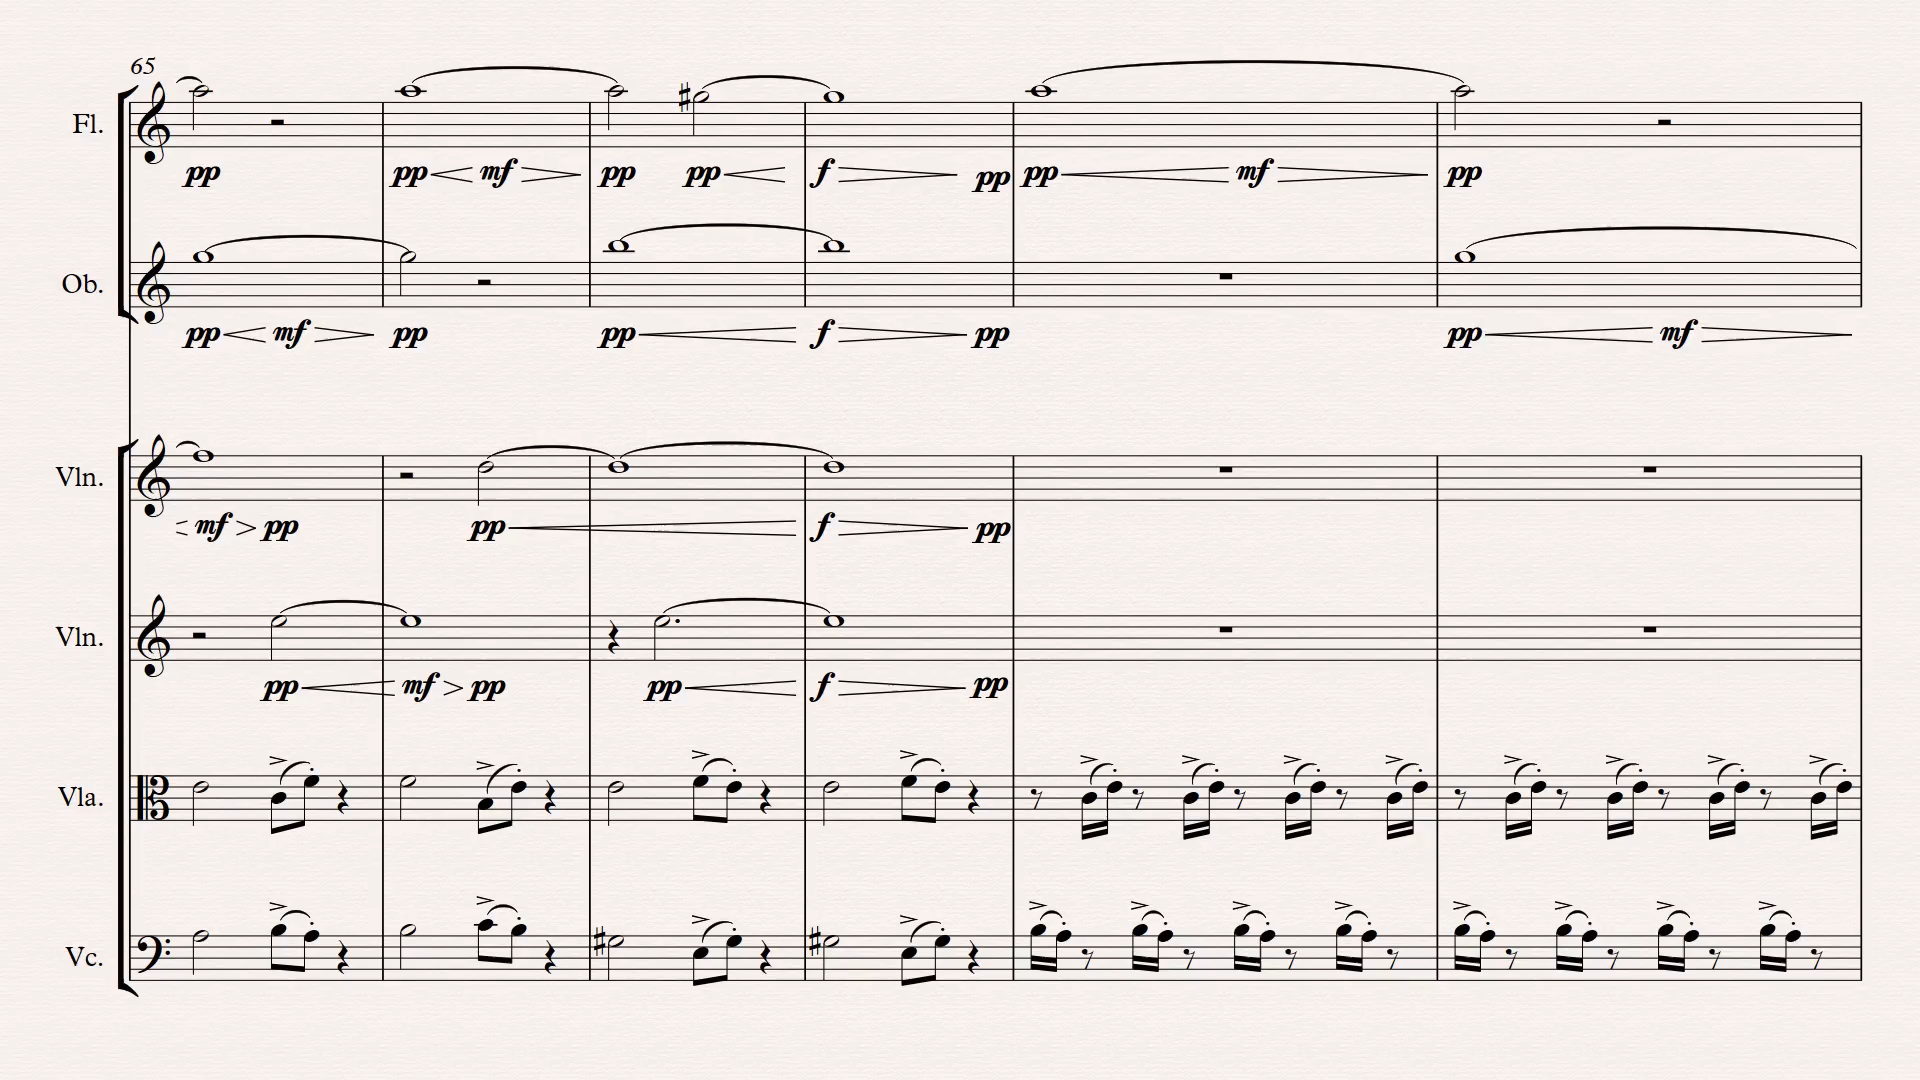 65
Fl.
pp pp mf pp pp f pp pp mf pp
Ob.
pp mf pp pp f pp pp mf
Vln.
mf pp pp f pp
Vln.
pp mf pp pp f pp
Vla.
Vc.